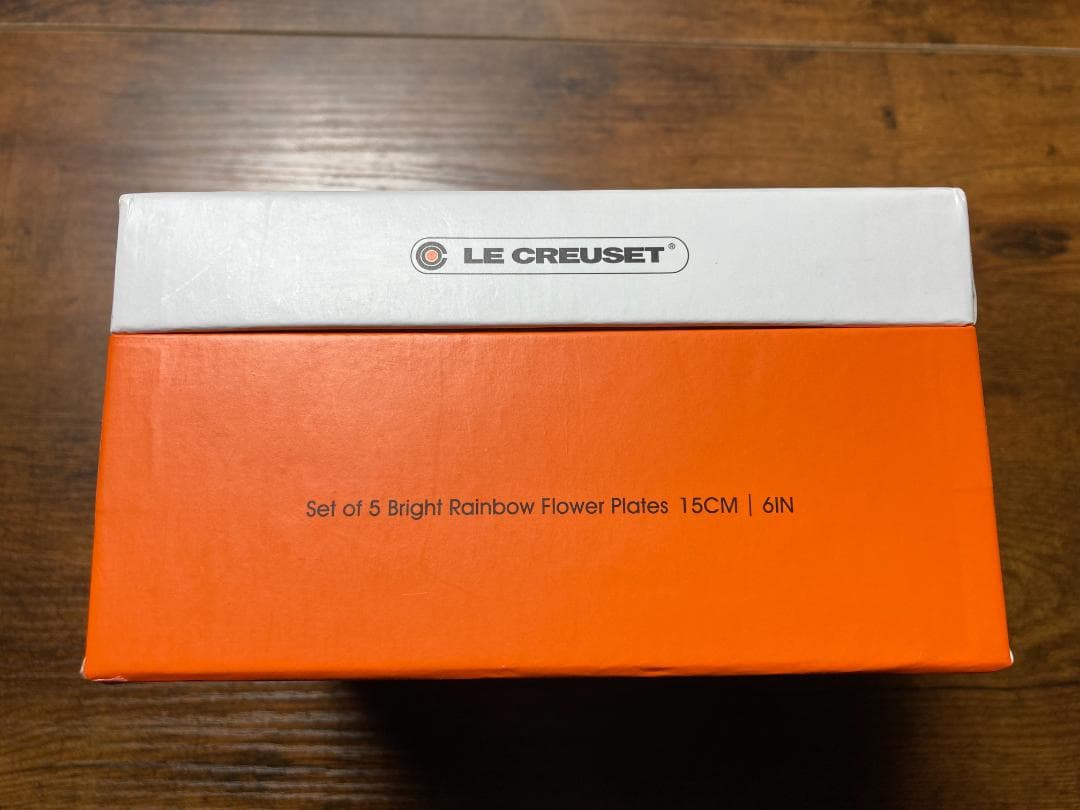 LE CREUSET®
Set of 5 Bright Rainbow Flower Plates 15CM | 6IN